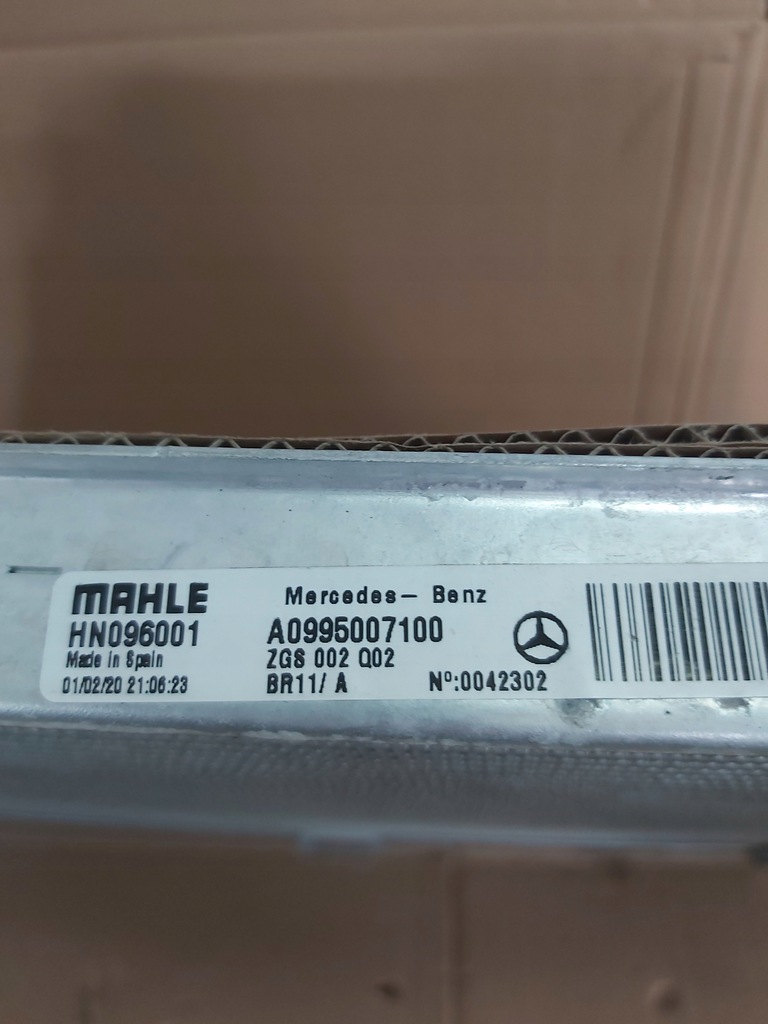 MAHLE
HN096001
Made in Spain
01/02/20 21:06:23
Mercedes- Benz
A0995007100
ZGS 002 Q02
BR11/ A Nº:0042302